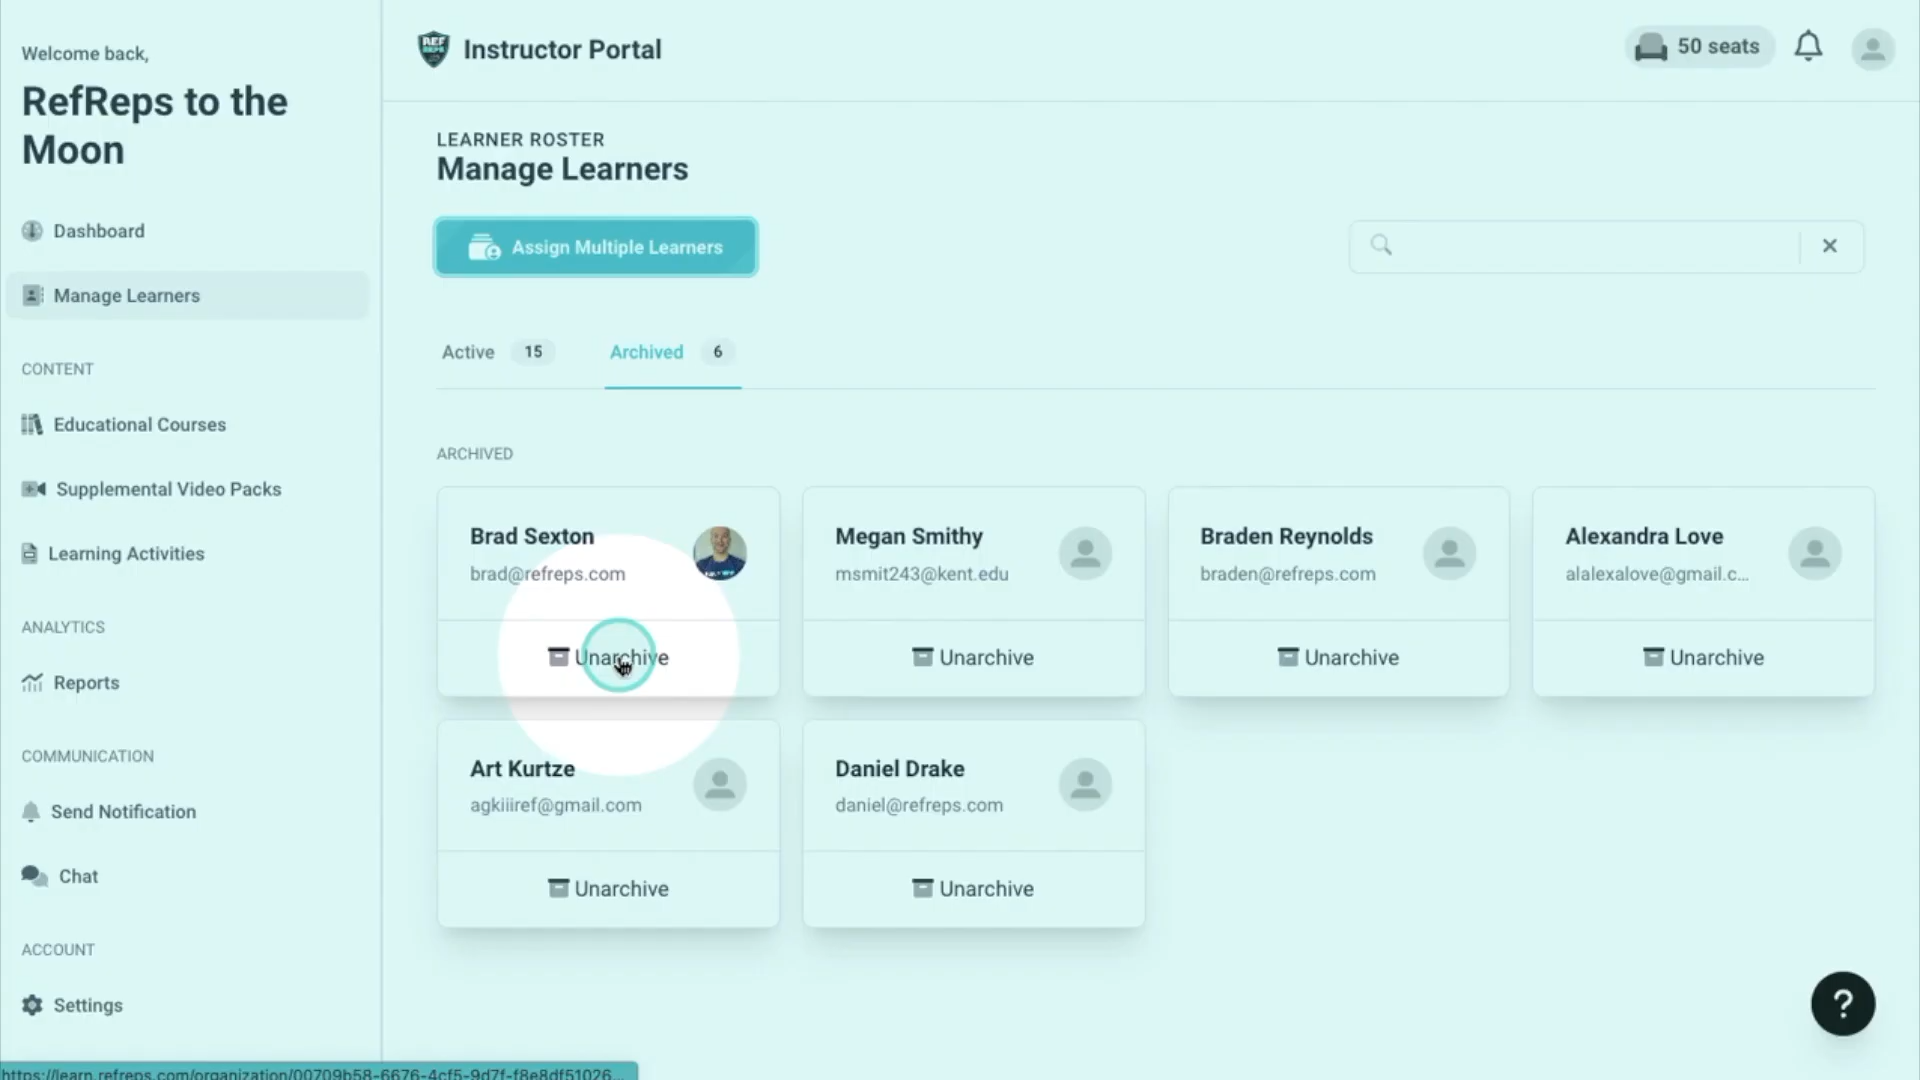 Welcome back,
RefReps to the
Moon
Dashboard
Manage Learners
CONTENT
Educational Courses
Supplemental Video Packs
Learning Activities
ANALYTICS
Reports
COMMUNICATION
Send Notification
Chat
ACCOUNT
Settings
REF
REPS
Instructor Portal
50 seats
LEARNER ROSTER
Manage Learners
Assign Multiple Learners
Active 15 Archived 6
ARCHIVED
Brad Sexton
brad@refreps.com
Unarchive
Megan Smithy
msmit243@kent.edu
Unarchive
Braden Reynolds
braden@refreps.com
Unarchive
Alexandra Love
alalexalove@gmail.c...
Unarchive
Art Kurtze
agkiiiref@gmail.com
Unarchive
Daniel Drake
daniel@refreps.com
Unarchive
?
https://learn.refreps.com/organization/00709b58-6676-4cf5-9d7f-f8e8df51026...